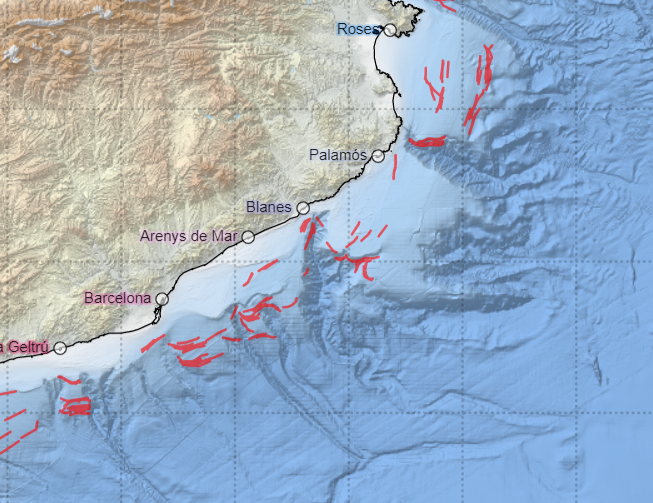 Roses
Palamós
Blanes
Arenys de Mar
Barcelona
a Geltrú